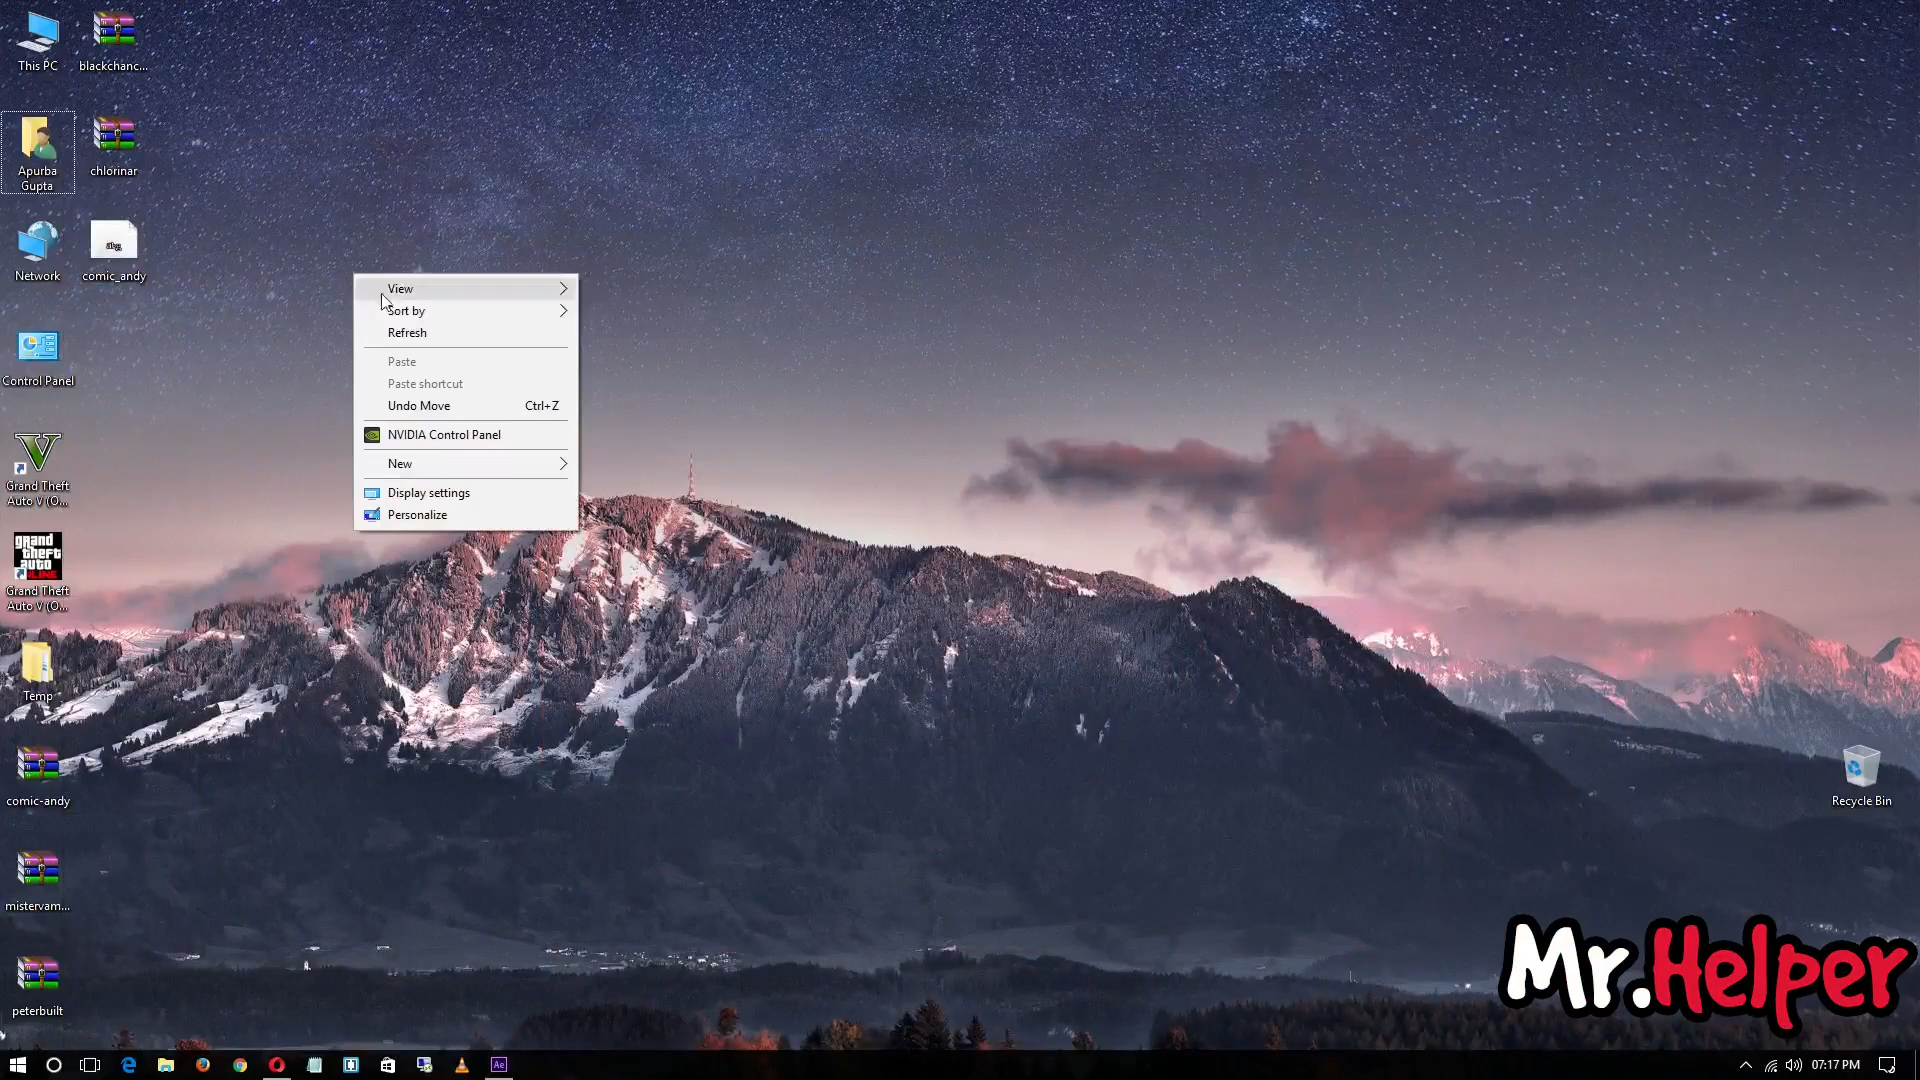 This PC
blackchanc...
Apurba
Gupta
chlorinar
Network
comic_andy
Control Panel
Grand Theft
Auto V (O...
grand
theft
auto
Grand Theft
Auto V (O...
Temp
comic-andy
mistervam...
peterbuilt
View
Sort by
Refresh
Paste
Paste shortcut
Undo Move Ctrl+Z
NVIDIA Control Panel
New
Display settings
Personalize
Recycle Bin
Mr.Helper
Ae
07:17 PM